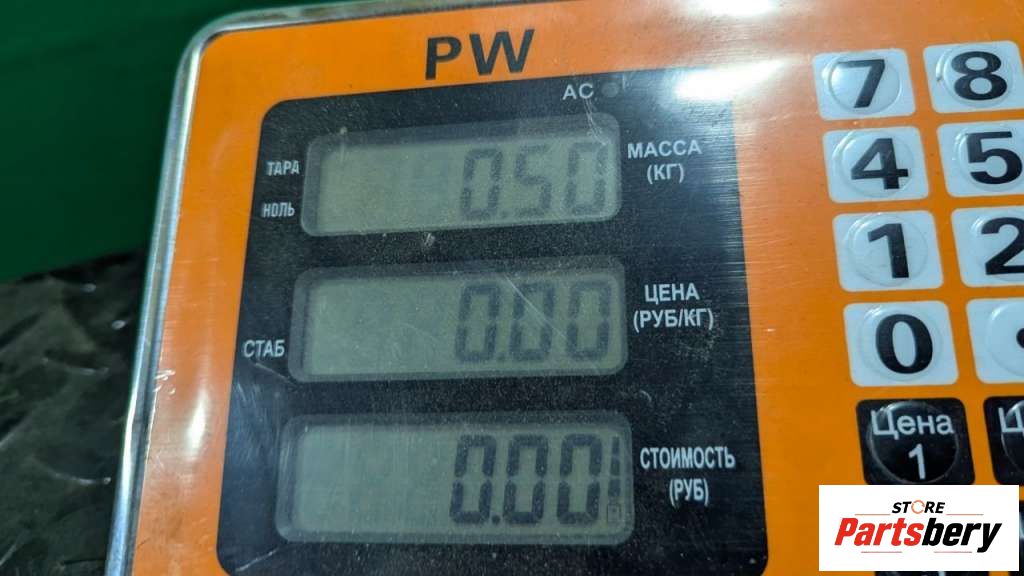 PW
AC
7 8
ТАРА
НОЛЬ
0.50
МАССА
(КГ)
4 5
1 2
СТАБ
0.00
ЦЕНА
(РУБ/КГ)
0 .
0.00
СТОИМОСТЬ
(РУБ)
Цена
1
Ц
STORE
Partsbery